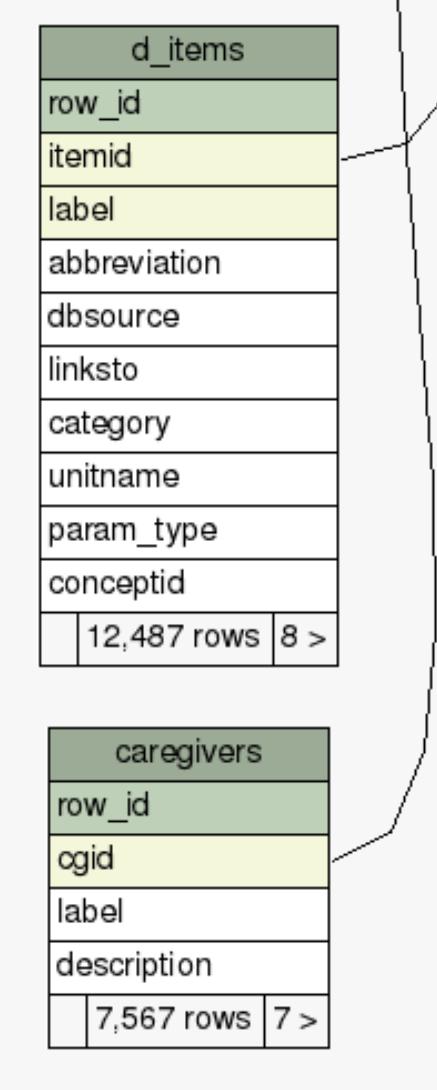 d_items
row_id
itemid
label
abbreviation
dbsource
linksto
category
unitname
param_type
conceptid
12,487 rows 8 >
caregivers
row_id
cgid
label
description
7,567 rows 7 >